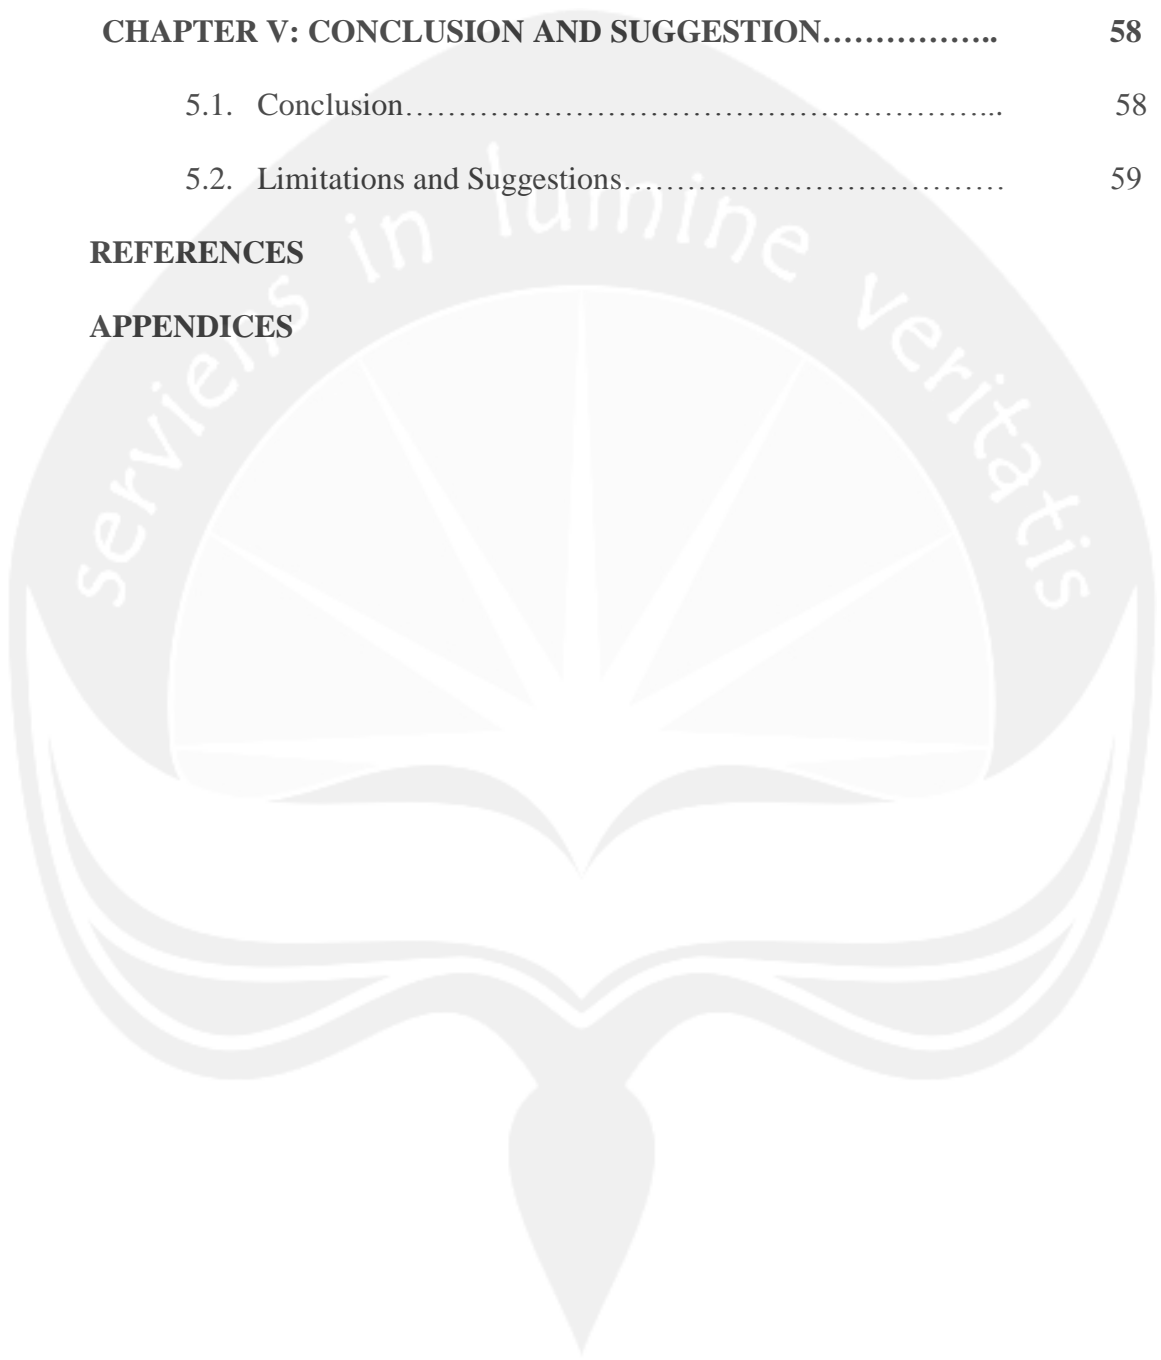 CHAPTER V: CONCLUSION AND SUGGESTION…………….. 58
5.1. Conclusion………………………………………………... 58
5.2. Limitations and Suggestions……………………………… 59
REFERENCES
APPENDICES
serviens in lumine veritatis